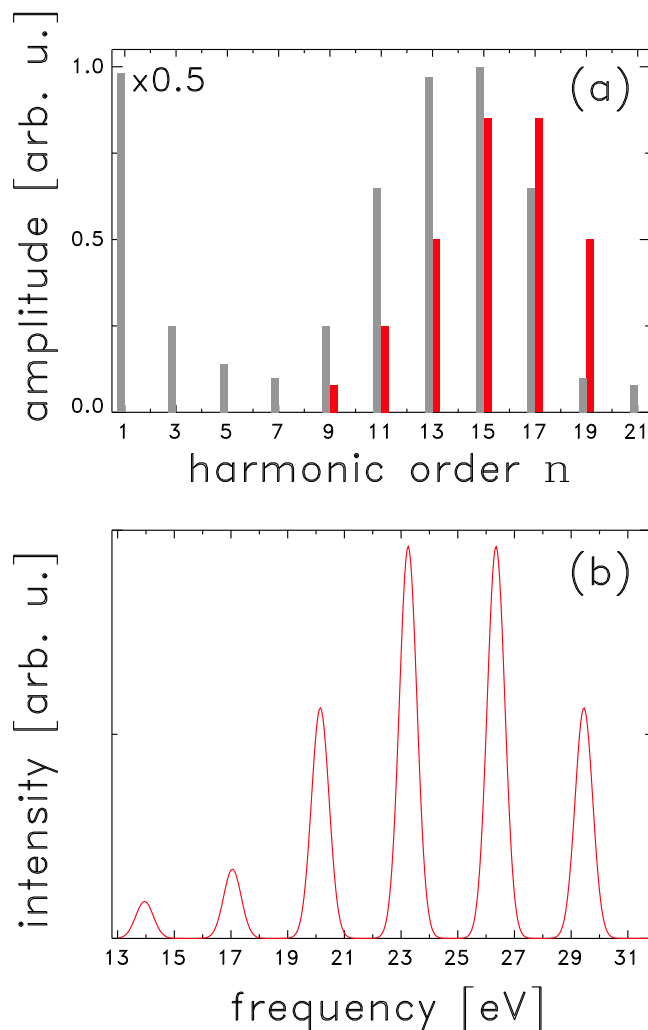 amplitude [arb. u.]
1.0
0.5
0.0
x0.5
(a)
1 3 5 7 9 11 13 15 17 19 21
harmonic order n
intensity [arb. u.]
(b)
13 15 17 19 21 23 25 27 29 31
frequency [eV]